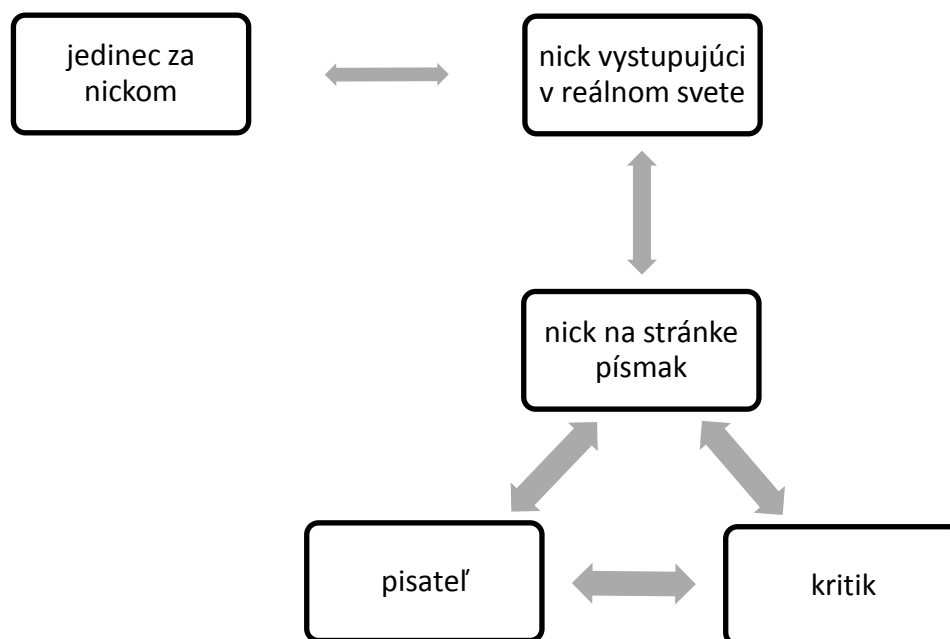 jedinec za
nickom
nick vystupujúci
v reálnom svete
nick na stránke
písmak
pisateľ
kritik